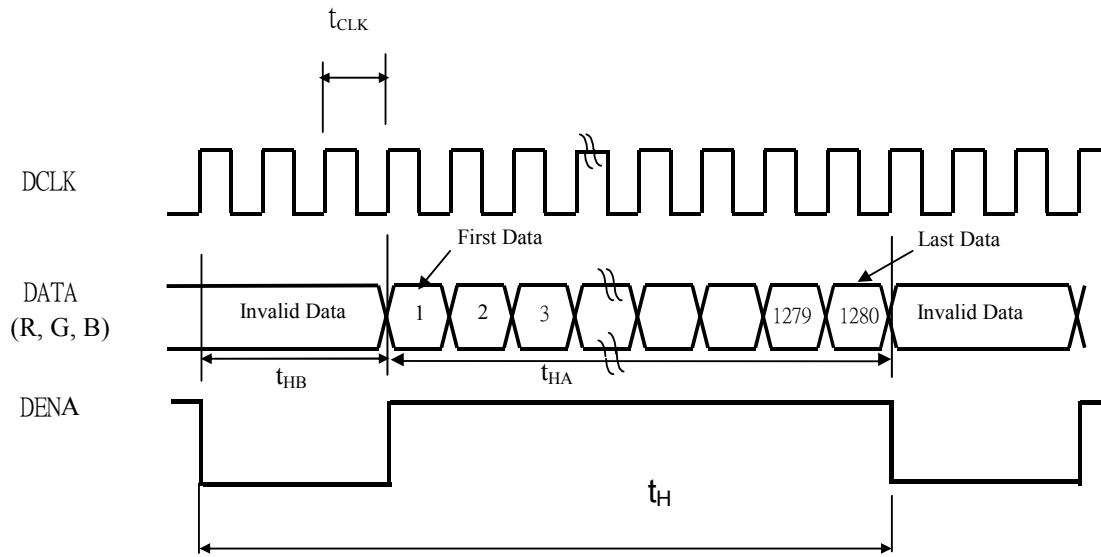 tCLK
DCLK
First Data
Last Data
DATA
(R, G, B)
Invalid Data
1
2
3
1279
1280
Invalid Data
tHB
tHA
DENA
tH